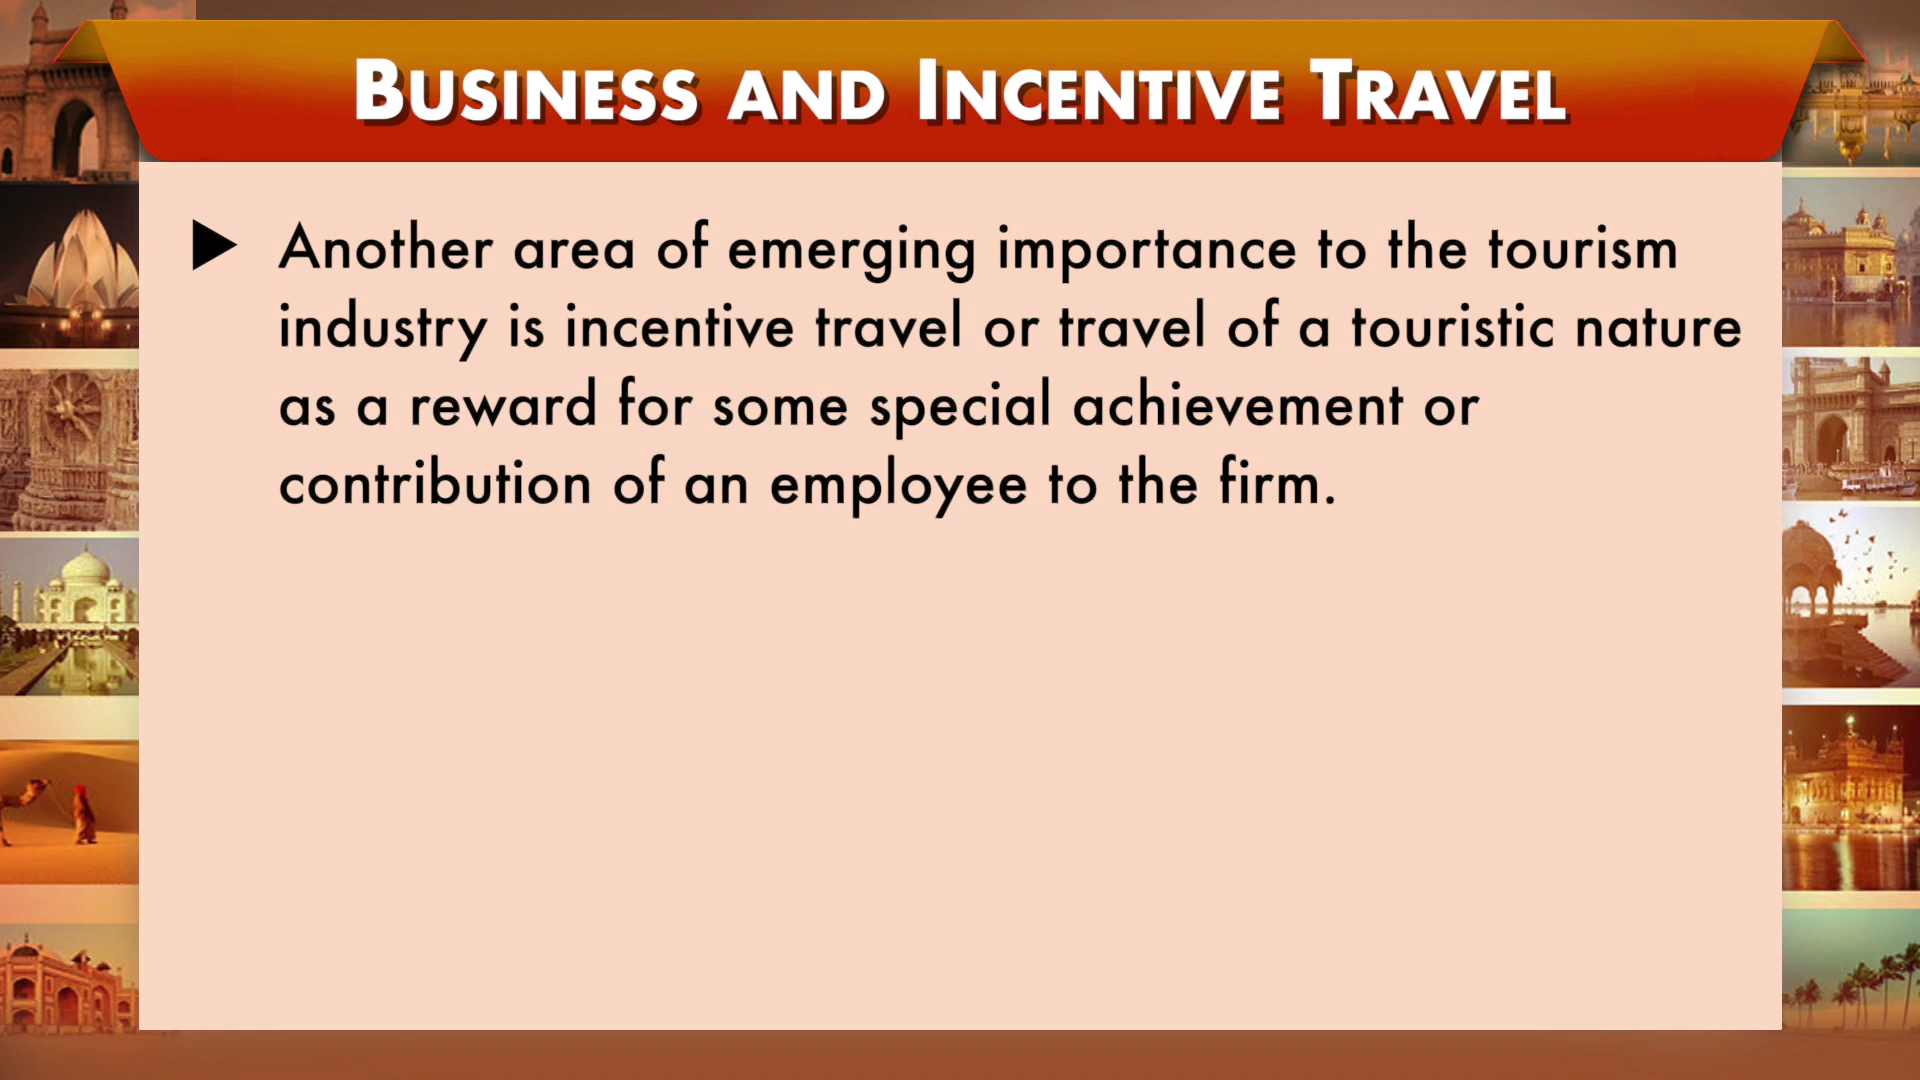 BUSINESS AND INCENTIVE TRAVEL
Another area of emerging importance to the tourism
industry is incentive travel or travel of a touristic nature
as a reward for some special achievement or
contribution of an employee to the firm.